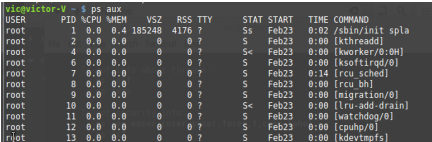 vic@victor-V ~ $ ps aux
USER PID %CPU %MEM VSZ RSS TTY STAT START TIME COMMAND
root 1 0.0 0.4 185248 4176 ? Ss Feb23 0:02 /sbin/init spla
root 2 0.0 0.0 0 0 ? S Feb23 0:00 [kthreadd]
root 4 0.0 0.0 0 0 ? S< Feb23 0:00 [kworker/0:0H]
root 6 0.0 0.0 0 0 ? S Feb23 0:00 [ksoftirqd/0]
root 7 0.0 0.0 0 0 ? S Feb23 0:14 [rcu_sched]
root 8 0.0 0.0 0 0 ? S Feb23 0:00 [rcu_bh]
root 9 0.0 0.0 0 0 ? S Feb23 0:00 [migration/0]
root 10 0.0 0.0 0 0 ? S< Feb23 0:00 [lru-add-drain]
root 11 0.0 0.0 0 0 ? S Feb23 0:00 [watchdog/0]
root 12 0.0 0.0 0 0 ? S Feb23 0:00 [cpuhp/0]
root 13 0.0 0.0 0 0 ? S Feb23 0:00 [kdevtmpfs]